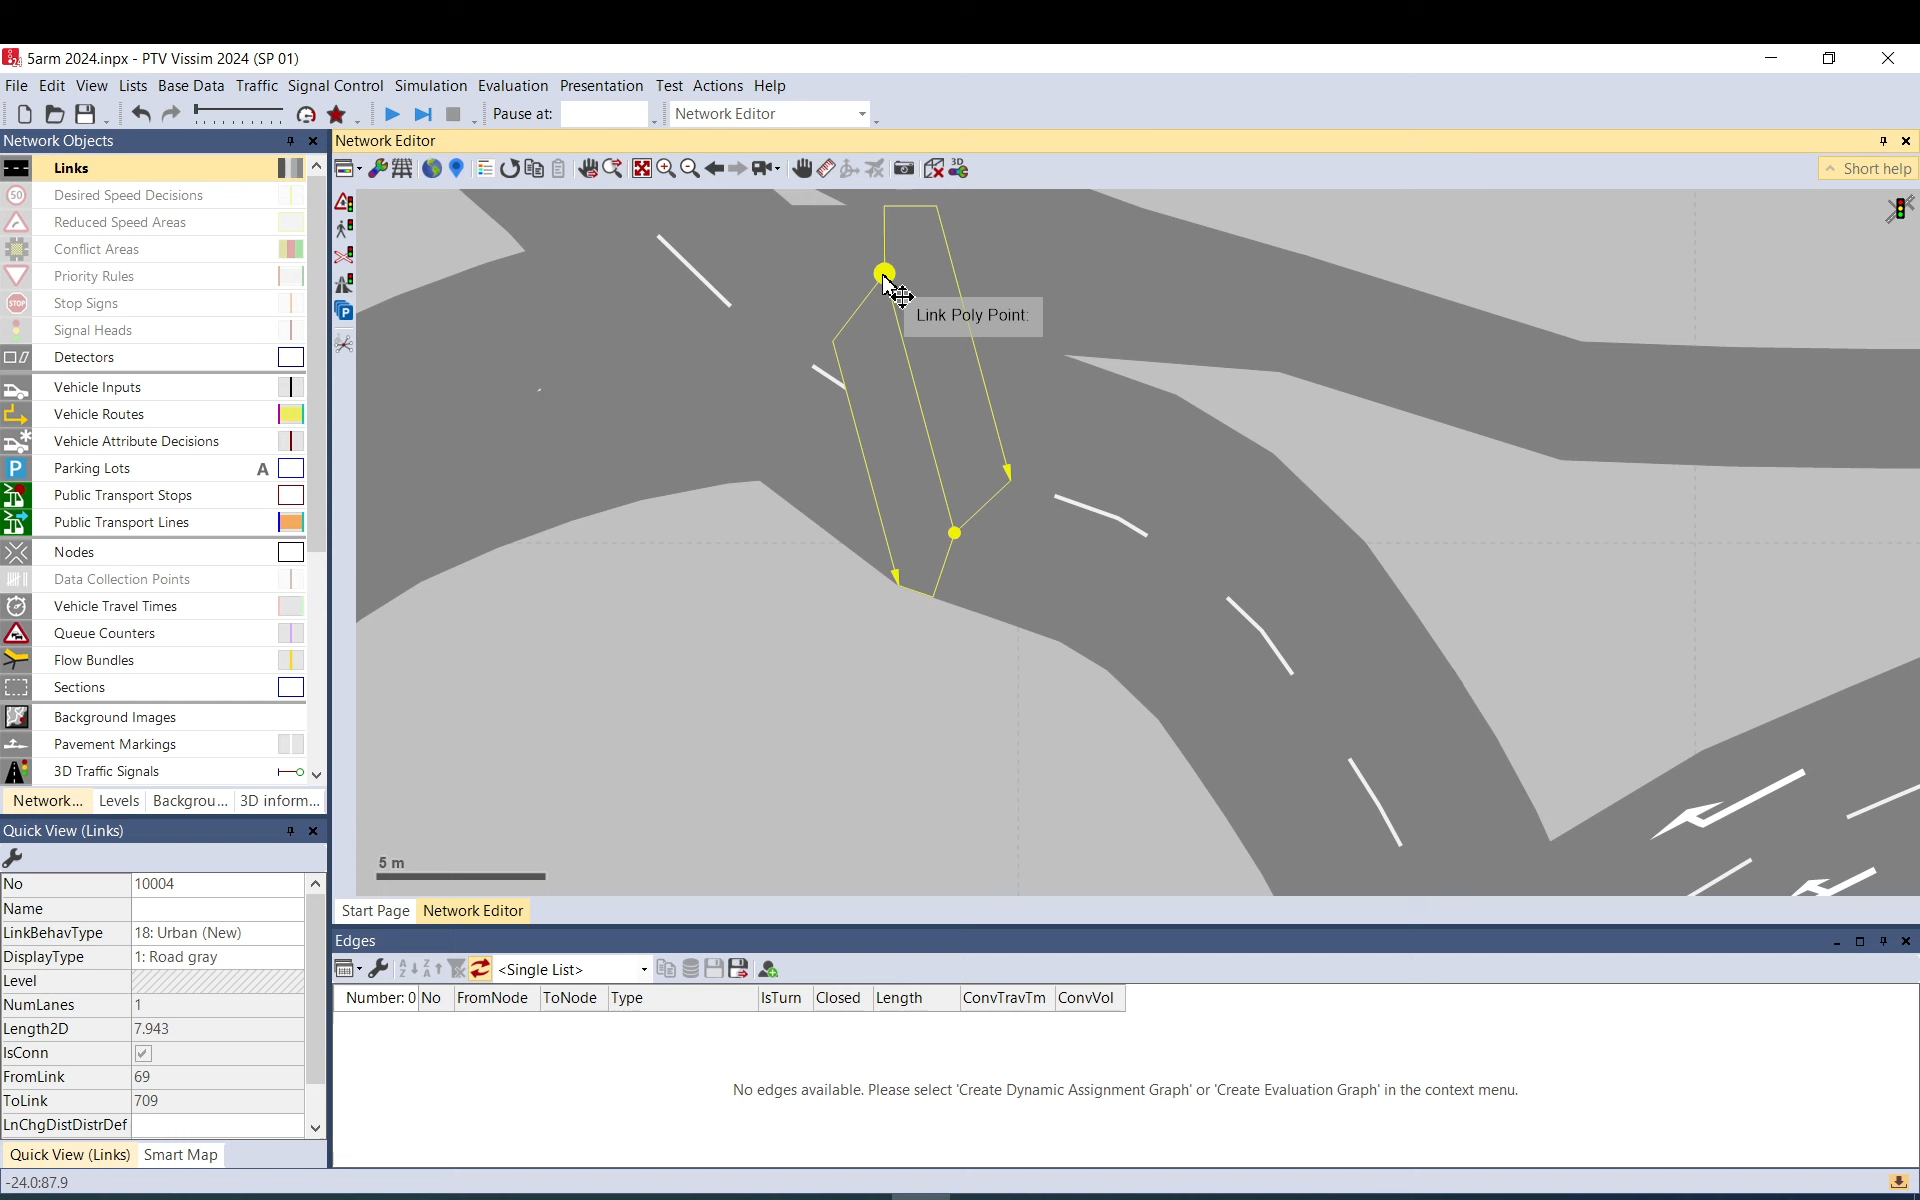 5arm 2024.inpx - PTV Vissim 2024 (SP 01)
File Edit View Lists Base Data Traffic Signal Control Simulation Evaluation Presentation Test Actions Help
Pause at: Network Editor
Network Objects
Links
50 Desired Speed Decisions
Reduced Speed Areas
Conflict Areas
Priority Rules
STOP Stop Signs
Signal Heads
Detectors
Vehicle Inputs
Vehicle Routes
Vehicle Attribute Decisions
P Parking Lots A
Public Transport Stops
Public Transport Lines
Nodes
Data Collection Points
Vehicle Travel Times
Queue Counters
Flow Bundles
Sections
Background Images
Pavement Markings
3D Traffic Signals
Network... Levels Backgrou... 3D inform...
Quick View (Links)
No 10004
Name
LinkBehavType 18: Urban (New)
DisplayType 1: Road gray
Level
NumLanes 1
Length2D 7.943
IsConn
FromLink 69
ToLink 709
LnChgDistDistrDef
Quick View (Links) Smart Map
-24.0:87.9
Network Editor
3D
Short help
Link Poly Point:
5 m
Start Page Network Editor
Edges
<Single List>
Number: 0 No FromNode ToNode Type IsTurn Closed Length ConvTravTm ConvVol
No edges available. Please select 'Create Dynamic Assignment Graph' or 'Create Evaluation Graph' in the context menu.